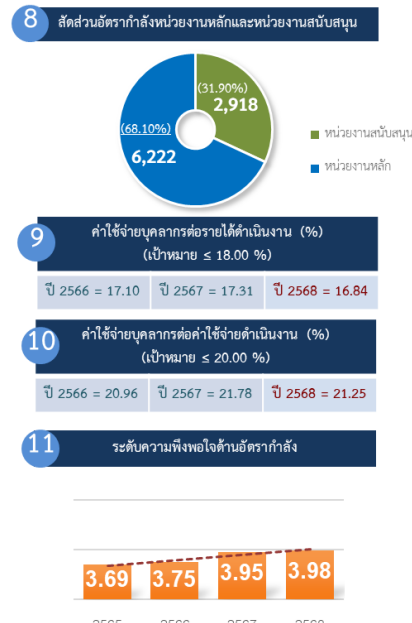 8 สัดส่วนอัตรากำลังหน่วยงานหลักและหน่วยงานสนับสนุน
(31.90%)
2,918
(68.10%)
6,222
หน่วยงานสนับสนุน
หน่วยงานหลัก
9 ค่าใช้จ่ายบุคลากรต่อรายได้ดำเนินงาน (%)
(เป้าหมาย ≤ 18.00 %)
ปี 2566 = 17.10 ปี 2567 = 17.31 ปี 2568 = 16.84
10 ค่าใช้จ่ายบุคลากรต่อค่าใช้จ่ายดำเนินงาน (%)
(เป้าหมาย ≤ 20.00 %)
ปี 2566 = 20.96 ปี 2567 = 21.78 ปี 2568 = 21.25
11 ระดับความพึงพอใจด้านอัตรากำลัง
3.69 3.75 3.95 3.98